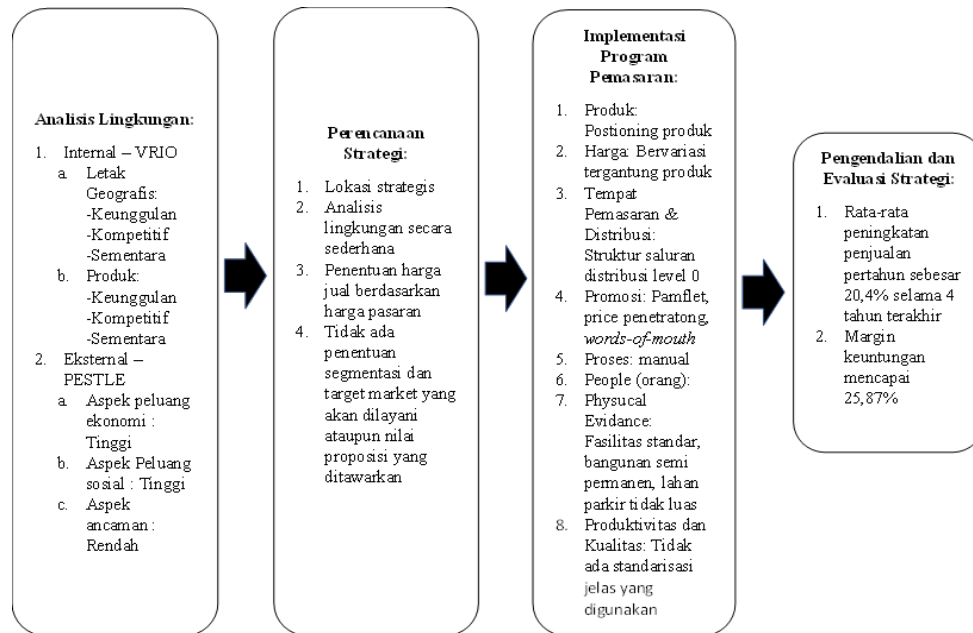 Analisis Lingkungan:
1. Internal – VRIO
a. Letak
Geografis:
-Keunggulan
-Kompetitif
-Sementara
b. Produk:
-Keunggulan
-Kompetitif
-Sementara
2. Eksternal –
PESTLE
a. Aspek peluang
ekonomi :
Tinggi
b. Aspek Peluang
sosial : Tinggi
c. Aspek
ancaman :
Rendah
Perencanaan
Strategi:
1. Lokasi strategis
2. Analisis
lingkungan secara
sederhana
3. Penentuan harga
jual berdasarkan
harga pasaran
4. Tidak ada
penentuan
segmentasi dan
target market yang
akan dilayani
ataupun nilai
proposisi yang
ditawarkan
Implementasi
Program
Pemasaran:
1. Produk:
Postioning produk
2. Harga: Bervariasi
tergantung produk
3. Tempat
Pemasaran &
Distribusi:
Struktur saluran
distribusi level 0
4. Promosi: Pamflet,
price penetratong,
words-of-mouth
5. Proses: manual
6. People (orang):
7. Physucal
Evidance:
Fasilitas standar,
bangunan semi
permanen, lahan
parkir tidak luas
8. Produktivitas dan
Kualitas: Tidak
ada standarisasi
jelas yang
digunakan
Pengendalian dan
Evaluasi Strategi:
1. Rata-rata
peningkatan
penjualan
pertahun sebesar
20,4% selama 4
tahun terakhir
2. Margin
keuntungan
mencapai
25,87%